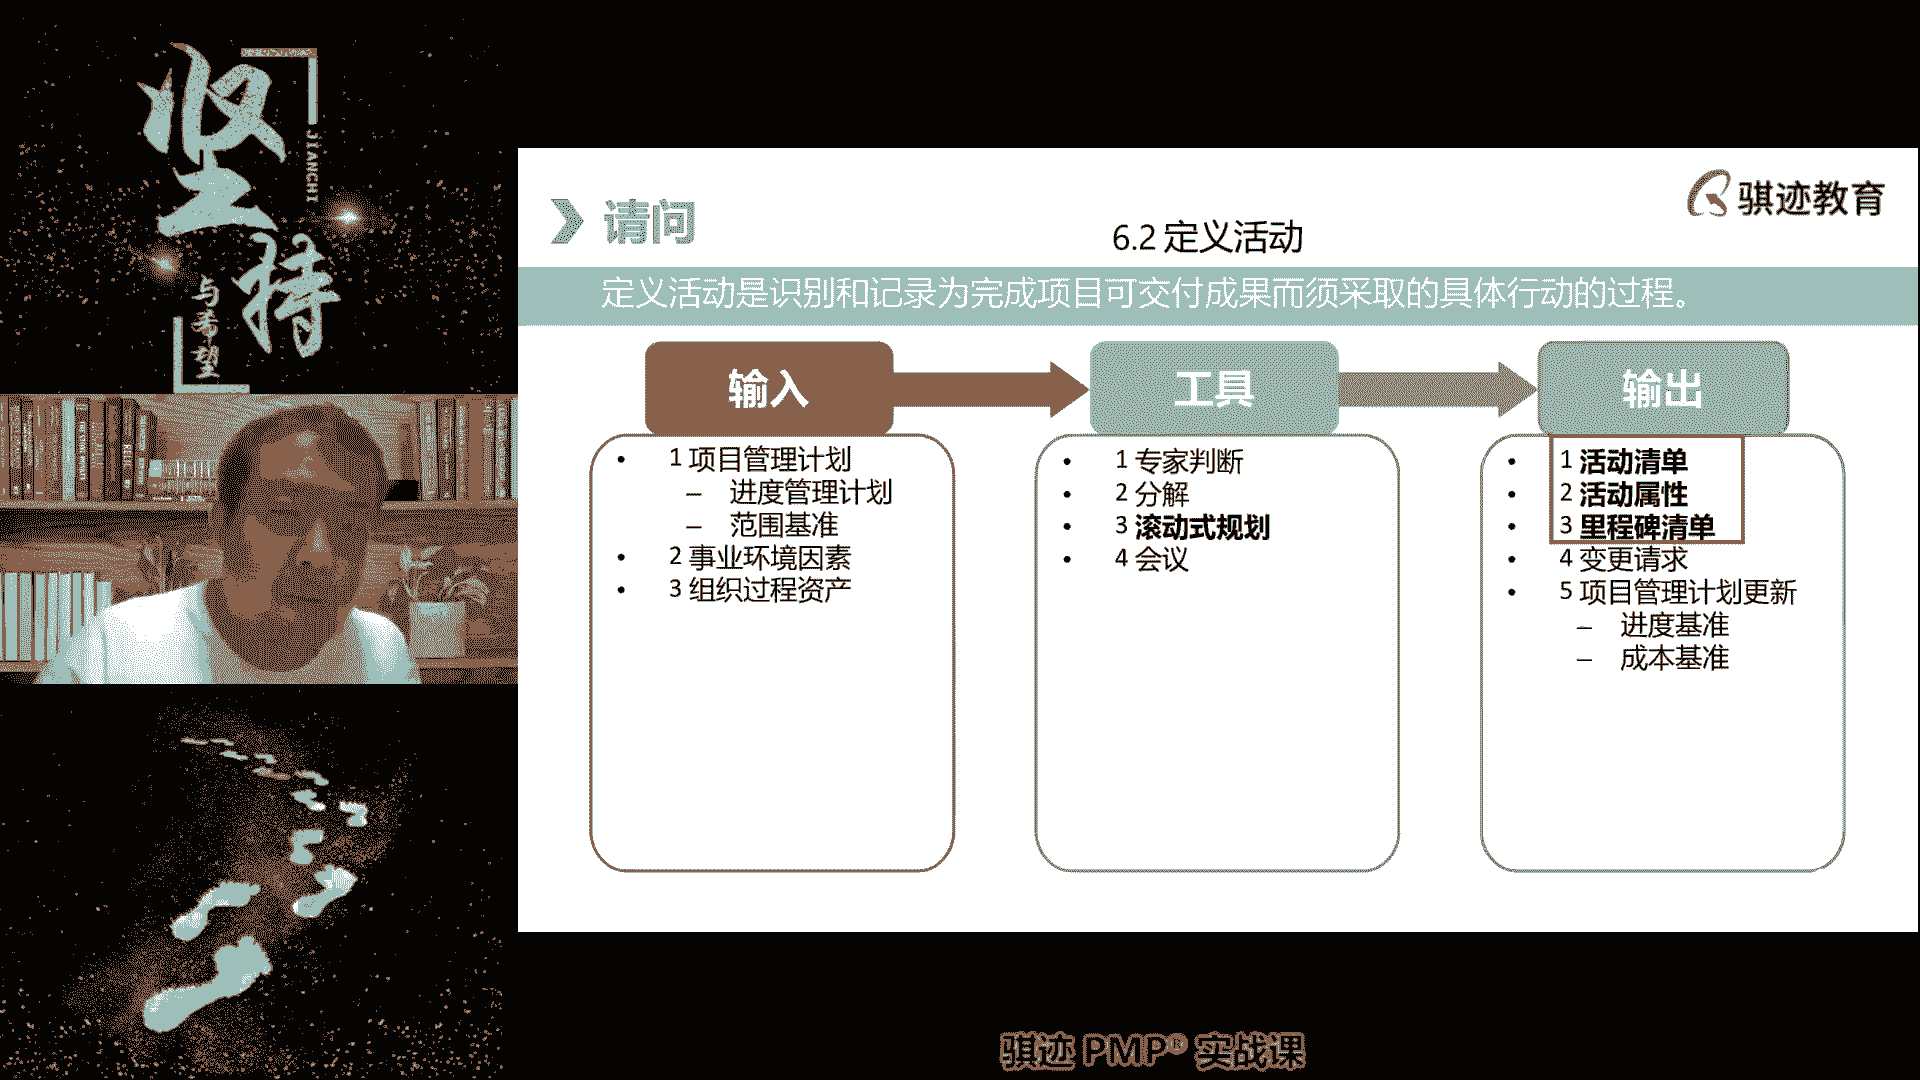 坚持
JIANCHI
与希望
请问
骐迹教育
6.2 定义活动
定义活动是识别和记录为完成项目可交付成果而须采取的具体行动的过程。
输入
• 1 项目管理计划
– 进度管理计划
– 范围基准
• 2 事业环境因素
• 3 组织过程资产
工具
• 1 专家判断
• 2 分解
• 3 滚动式规划
• 4 会议
输出
• 1 活动清单
• 2 活动属性
• 3 里程碑清单
• 4 变更请求
• 5 项目管理计划更新
– 进度基准
– 成本基准
骐迹 PMP® 实战课